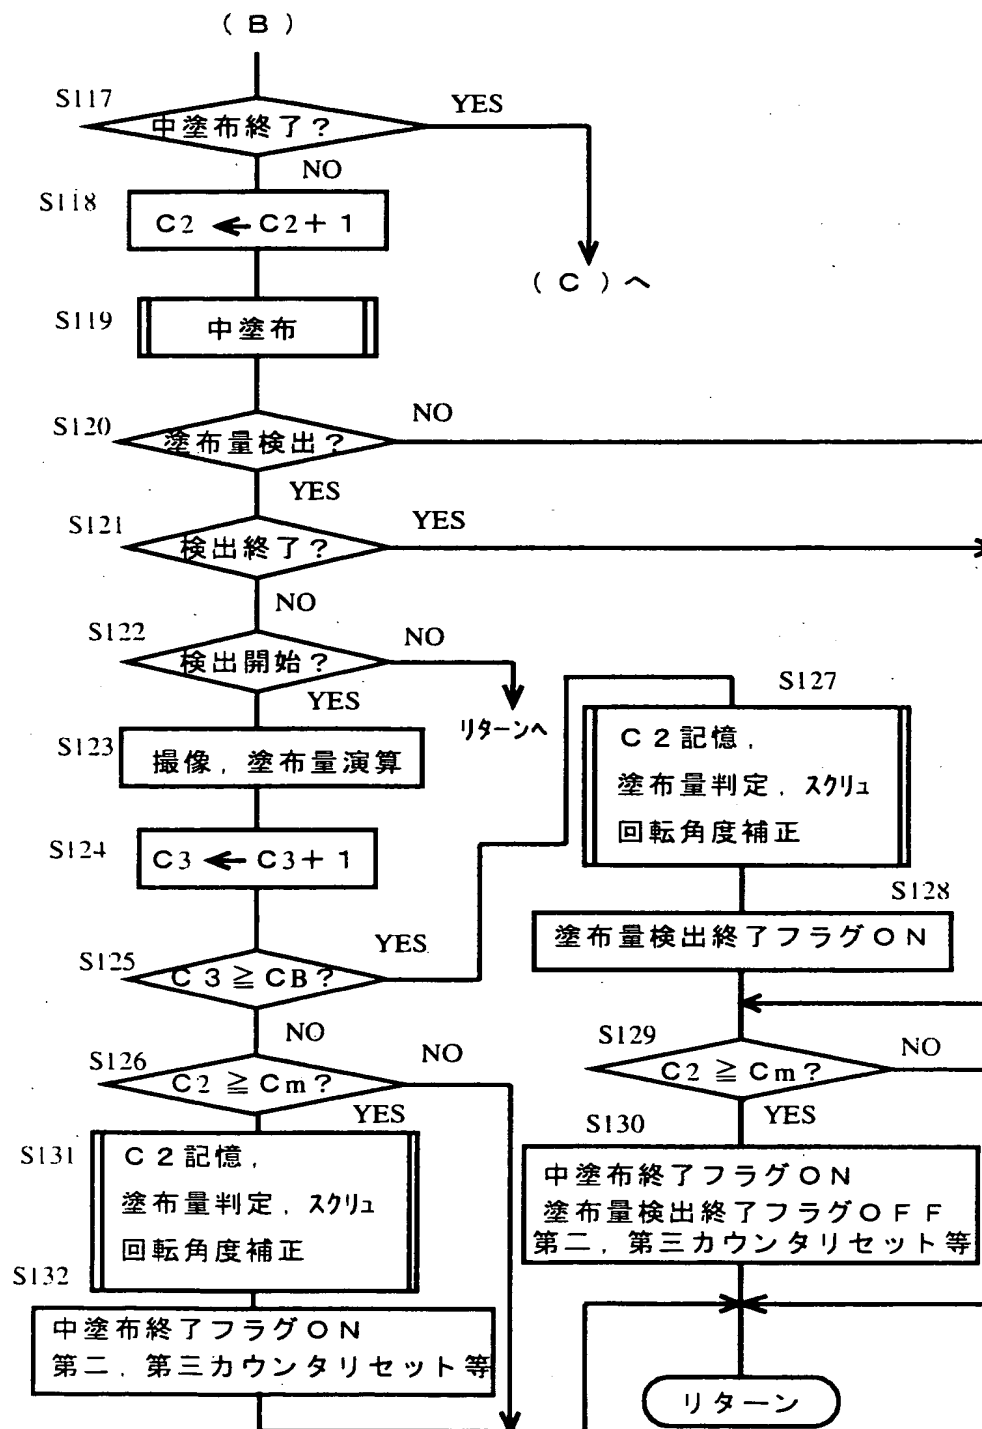 (B)
S117
中塗布終了?
YES
NO
S118
C2 ← C2+1
(C)へ
S119
中塗布
S120
塗布量検出?
NO
YES
S121
検出終了?
YES
NO
S122
検出開始?
NO
YES
リターンへ
S123
撮像,塗布量演算
S124
C3 ← C3+1
S125
C3≧CB?
YES
NO
S126
C2≧Cm?
NO
YES
S131
C2記憶,
塗布量判定,スクリュ
回転角度補正
S132
中塗布終了フラグON
第二,第三カウンタリセット等
S127
C2記憶,
塗布量判定,スクリュ
回転角度補正
S128
塗布量検出終了フラグON
S129
C2≧Cm?
NO
YES
S130
中塗布終了フラグON
塗布量検出終了フラグOFF
第二,第三カウンタリセット等
リターン